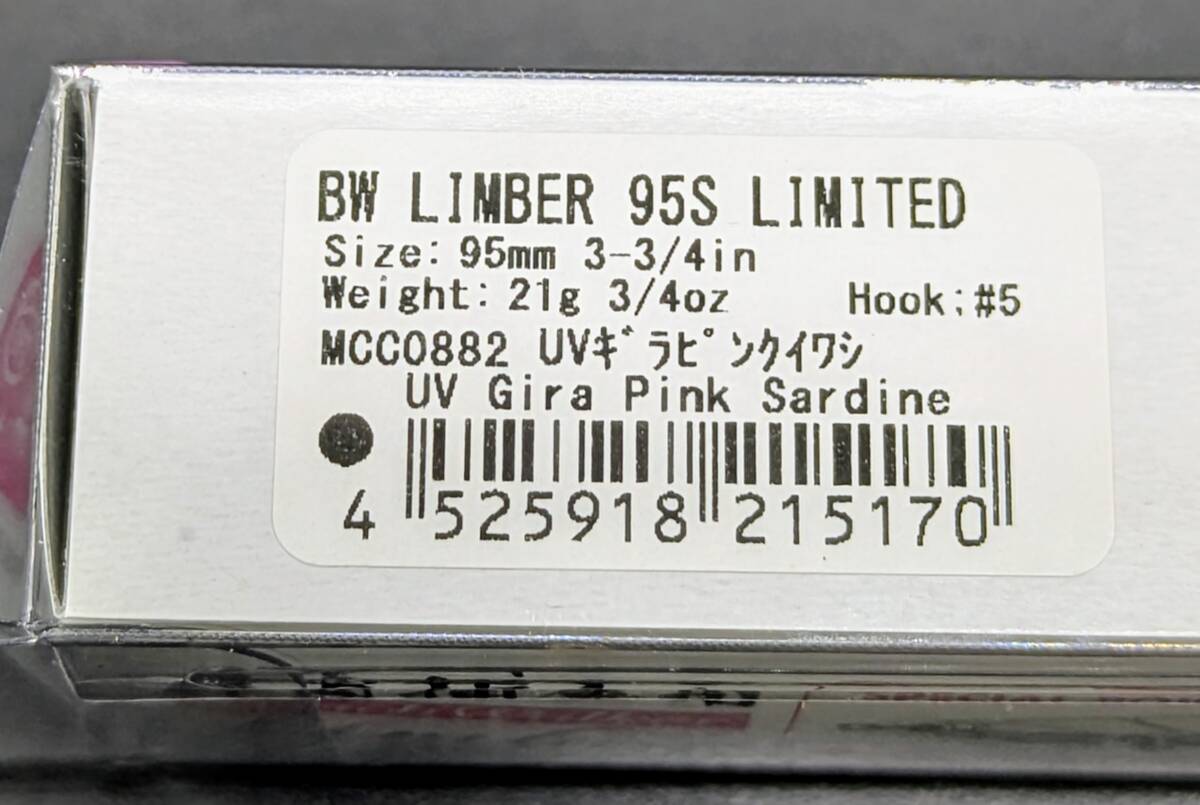 BW LIMBER 95S LIMITED
Size: 95mm 3-3/4in
Weight: 21g 3/4oz Hook:#5
MCC0882 UVギラピンクイワシ
UV Gira Pink Sardine
4 525918 215170